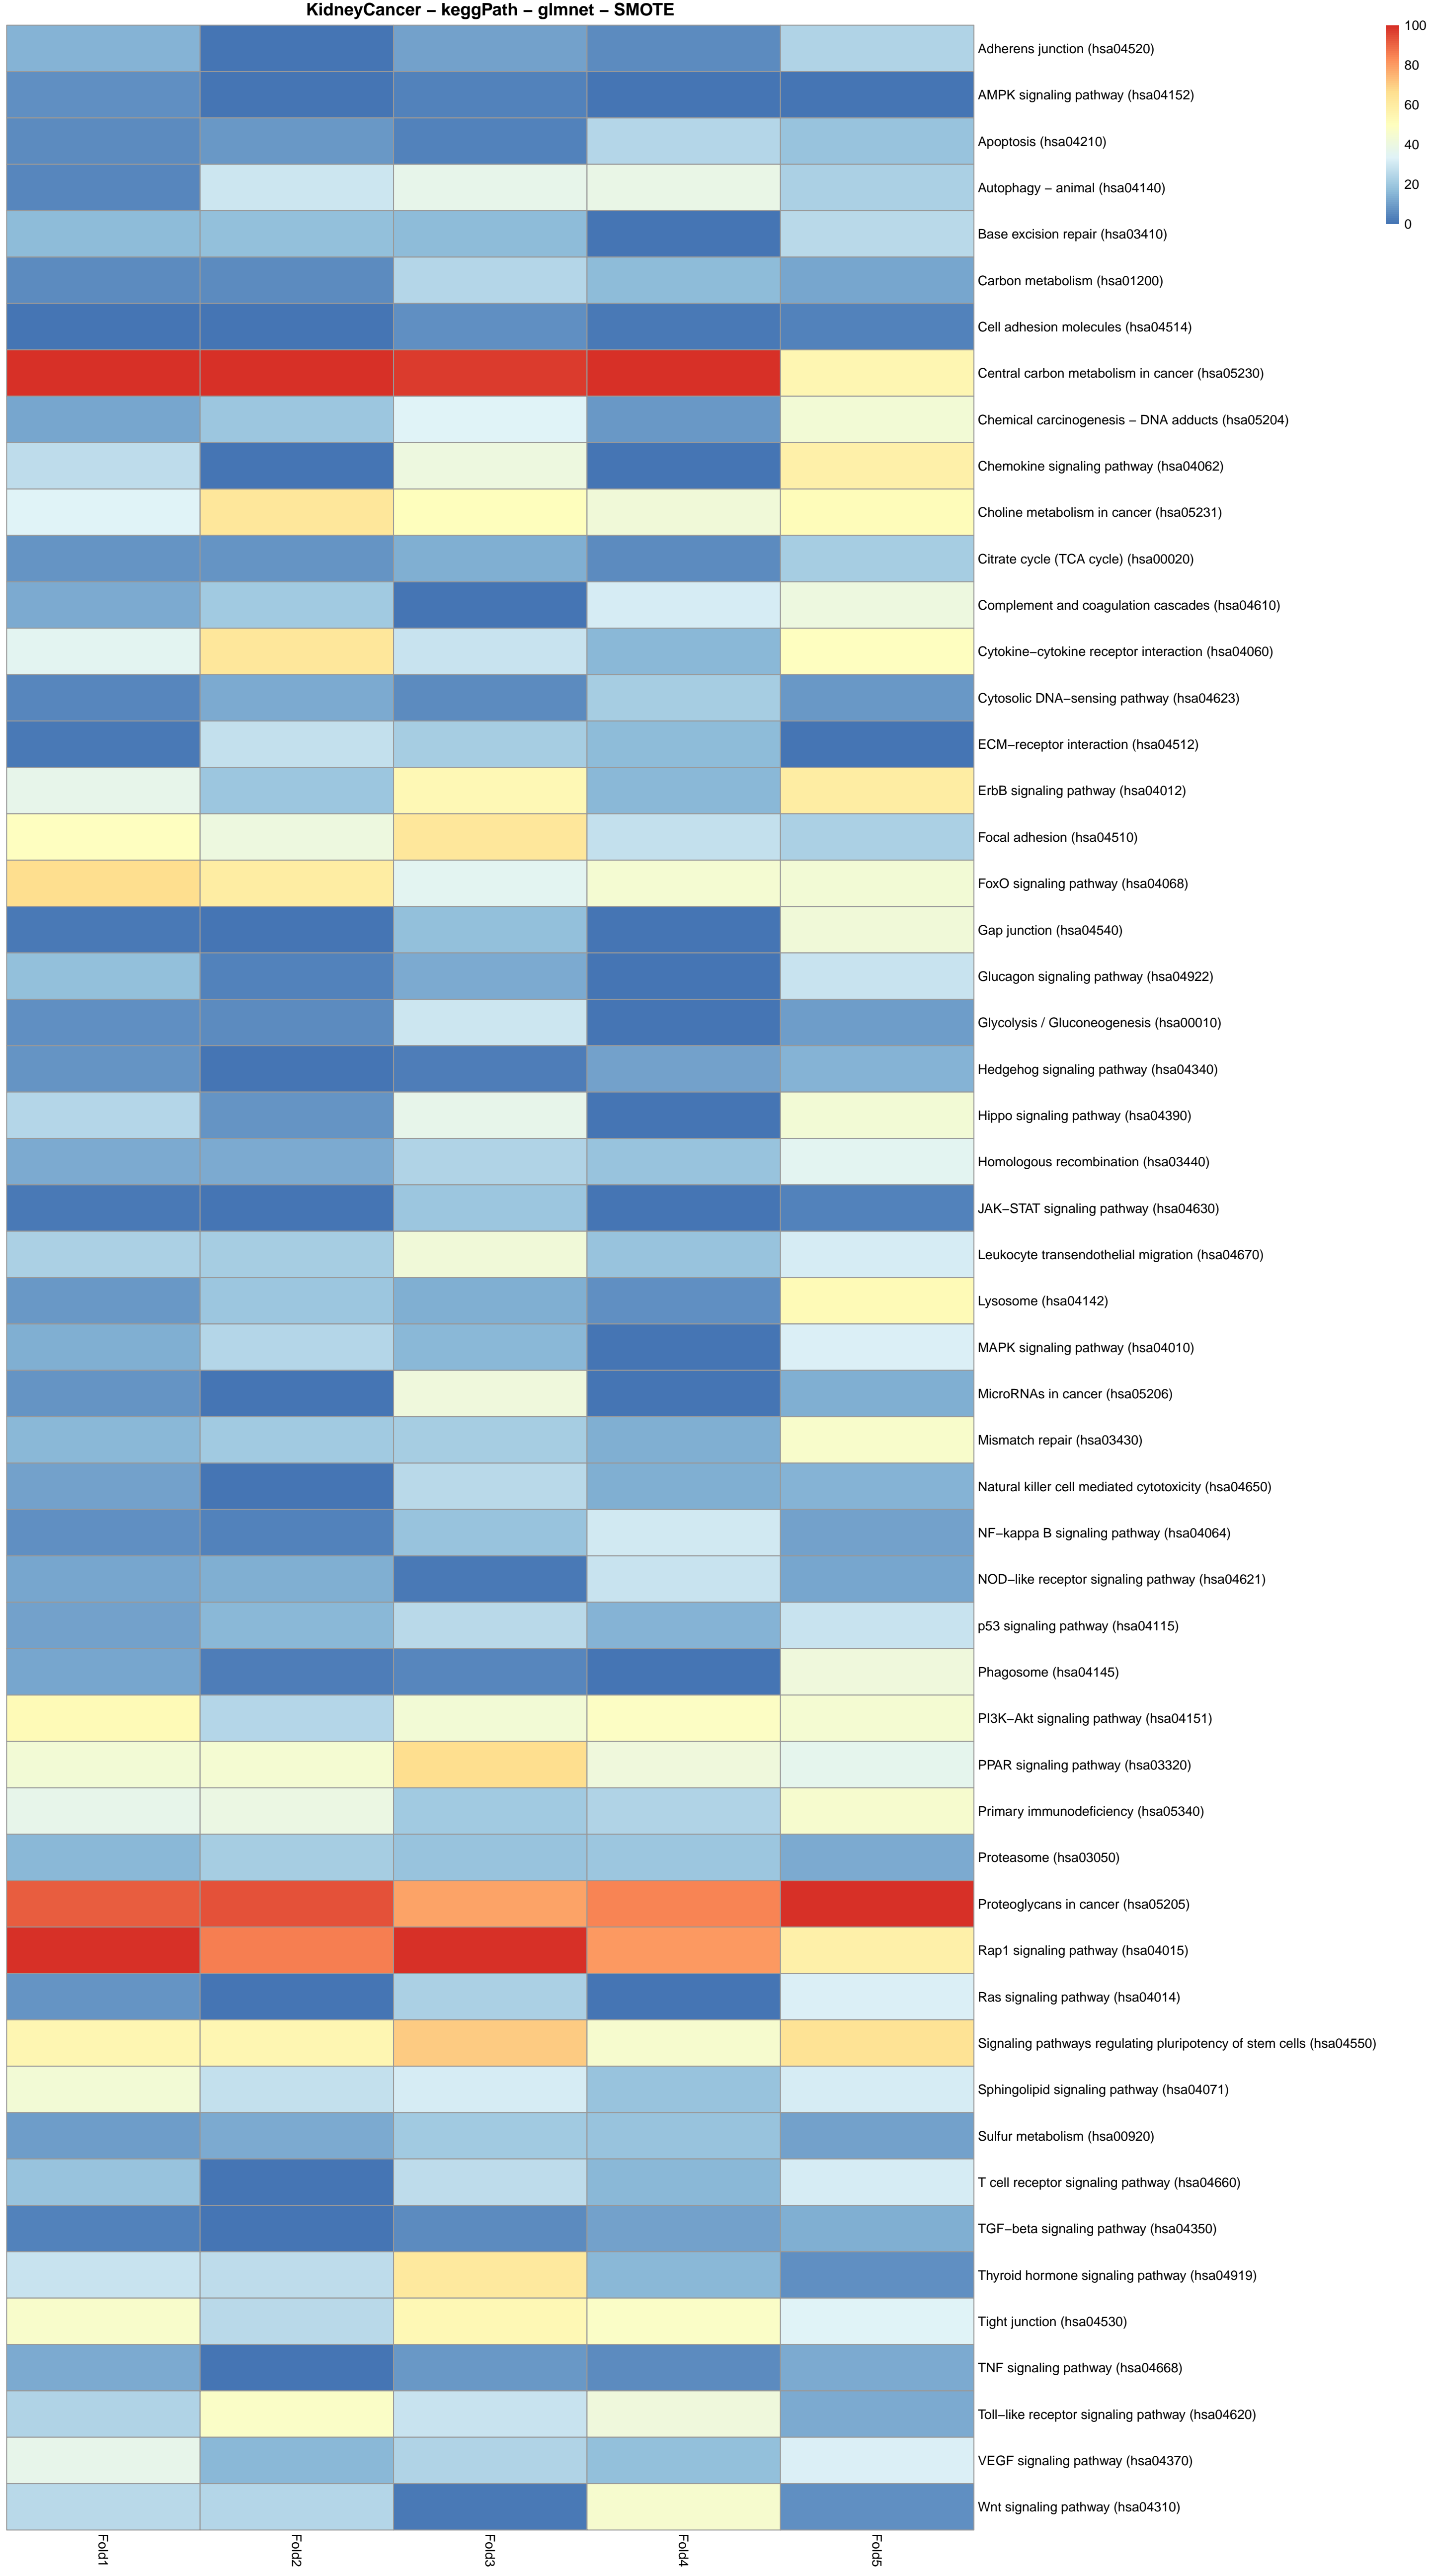 KidneyCancer − keggPath − glmnet − SMOTE
100
80
60
40
20
0
Adherens junction (hsa04520)
AMPK signaling pathway (hsa04152)
Apoptosis (hsa04210)
Autophagy − animal (hsa04140)
Base excision repair (hsa03410)
Carbon metabolism (hsa01200)
Cell adhesion molecules (hsa04514)
Central carbon metabolism in cancer (hsa05230)
Chemical carcinogenesis − DNA adducts (hsa05204)
Chemokine signaling pathway (hsa04062)
Choline metabolism in cancer (hsa05231)
Citrate cycle (TCA cycle) (hsa00020)
Complement and coagulation cascades (hsa04610)
Cytokine−cytokine receptor interaction (hsa04060)
Cytosolic DNA−sensing pathway (hsa04623)
ECM−receptor interaction (hsa04512)
ErbB signaling pathway (hsa04012)
Focal adhesion (hsa04510)
FoxO signaling pathway (hsa04068)
Gap junction (hsa04540)
Glucagon signaling pathway (hsa04922)
Glycolysis / Gluconeogenesis (hsa00010)
Hedgehog signaling pathway (hsa04340)
Hippo signaling pathway (hsa04390)
Homologous recombination (hsa03440)
JAK−STAT signaling pathway (hsa04630)
Leukocyte transendothelial migration (hsa04670)
Lysosome (hsa04142)
MAPK signaling pathway (hsa04010)
MicroRNAs in cancer (hsa05206)
Mismatch repair (hsa03430)
Natural killer cell mediated cytotoxicity (hsa04650)
NF−kappa B signaling pathway (hsa04064)
NOD−like receptor signaling pathway (hsa04621)
p53 signaling pathway (hsa04115)
Phagosome (hsa04145)
PI3K−Akt signaling pathway (hsa04151)
PPAR signaling pathway (hsa03320)
Primary immunodeficiency (hsa05340)
Proteasome (hsa03050)
Proteoglycans in cancer (hsa05205)
Rap1 signaling pathway (hsa04015)
Ras signaling pathway (hsa04014)
Signaling pathways regulating pluripotency of stem cells (hsa04550)
Sphingolipid signaling pathway (hsa04071)
Sulfur metabolism (hsa00920)
T cell receptor signaling pathway (hsa04660)
TGF−beta signaling pathway (hsa04350)
Thyroid hormone signaling pathway (hsa04919)
Tight junction (hsa04530)
TNF signaling pathway (hsa04668)
Toll−like receptor signaling pathway (hsa04620)
VEGF signaling pathway (hsa04370)
Wnt signaling pathway (hsa04310)
Fold1
Fold2
Fold3
Fold4
Fold5